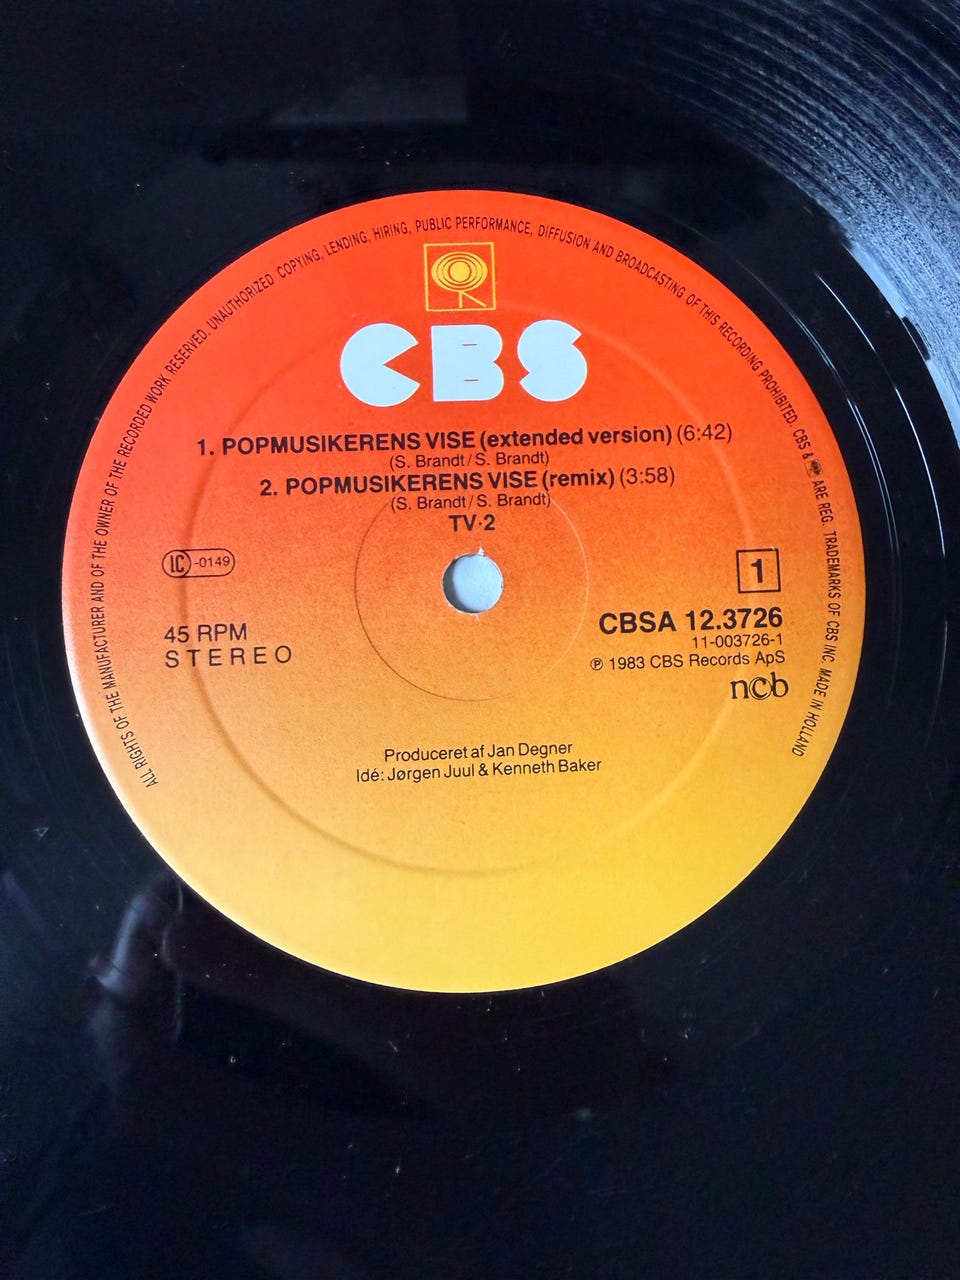 ALL RIGHTS OF THE MANUFACTURER AND OF THE OWNER OF THE RECORDED WORK RESERVED. UNAUTHORIZED COPYING, LENDING, HIRING, PUBLIC PERFORMANCE, DIFFUSION AND BROADCASTING OF THIS RECORDING PROHIBITED. CBS & ARE REG. TRADEMARKS OF CBS INC. MADE IN HOLLAND
CBS
1. POPMUSIKERENS VISE (extended version) (6:42)
(S. Brandt/S. Brandt)
2. POPMUSIKERENS VISE (remix) (3:58)
(S. Brandt/S. Brandt)
TV·2
LC -0149
1
45 RPM
STEREO
CBSA 12.3726
11-003726-1
℗ 1983 CBS Records ApS
ncb
Produceret af Jan Degner
Idé: Jørgen Juul & Kenneth Baker